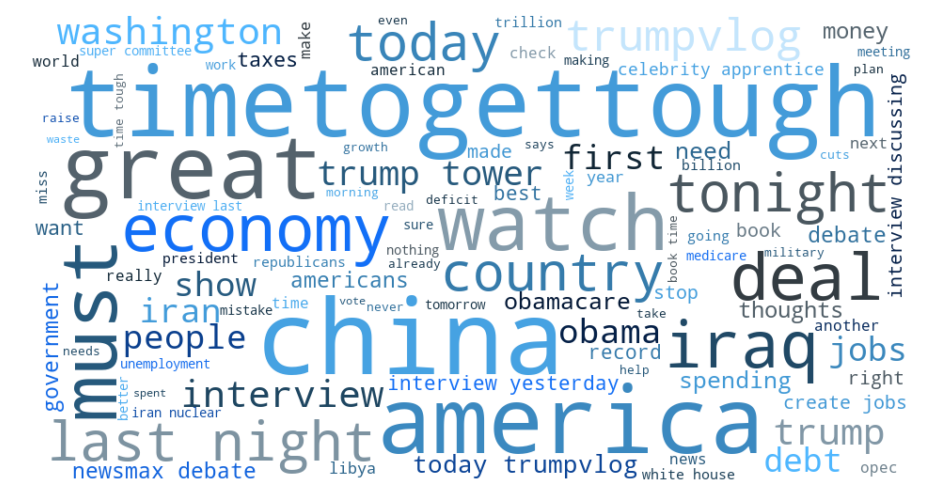 even
trillion
washington
make
today
trumpvlog
money
super committee
check
meeting
world
work
taxes
american
making
celebrity apprentice
plan
timetogettough
time tough
raise
waste
great
growth
made
says
first
need
cuts
next
interview discussing
miss
trump tower
billion
morning
best
week
year
tonight
interview last
read
deficit
want
economy
sure
watch
book time
going
book
debate
must
president
republicans
nothing
already
medicare
military
really
show
americans
country
stop
deal
government
iran
mistake
time
vote
never
tomorrow
obamacare
take
thoughts
another
people
china
obama
iraq
jobs
needs
unemployment
record
help
better
spent
interview
interview yesterday
spending
right
iran nuclear
america
create jobs
last night
trump
newsmax debate
libya
today trumpvlog
news
white house
debt
opec